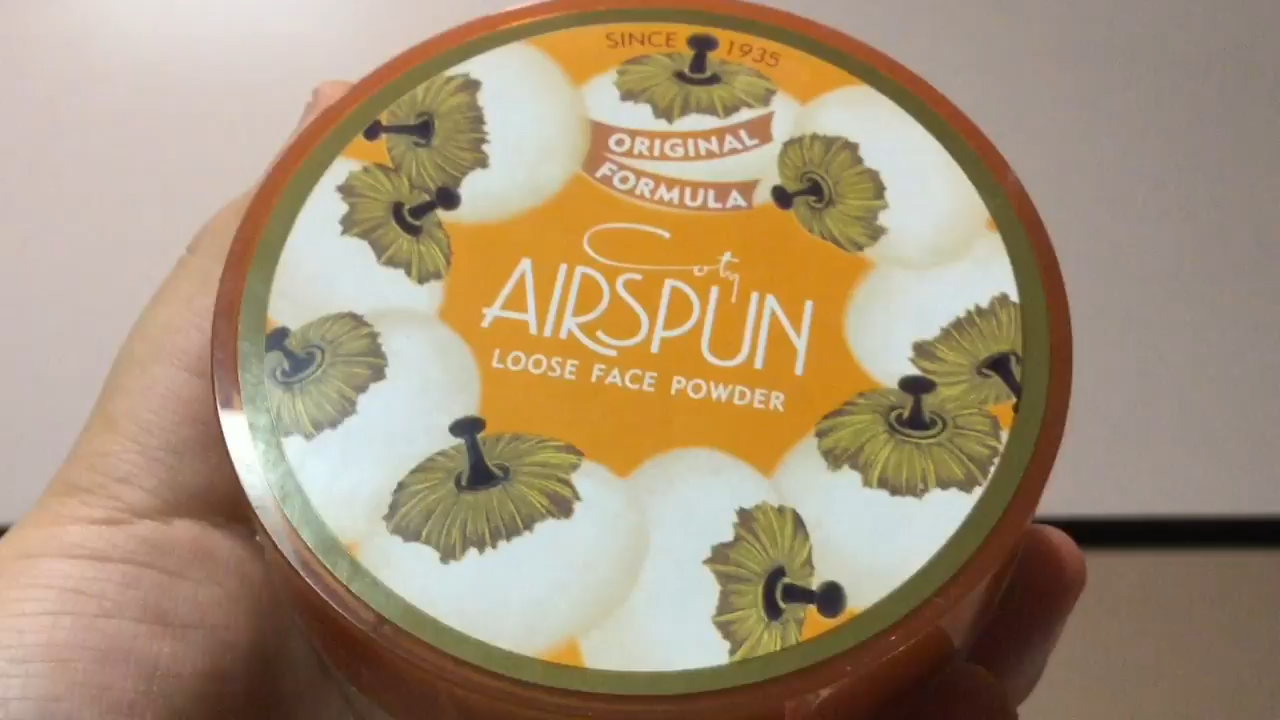 SINCE 1935
ORIGINAL
FORMULA
Coty
AIRSPUN
LOOSE FACE POWDER